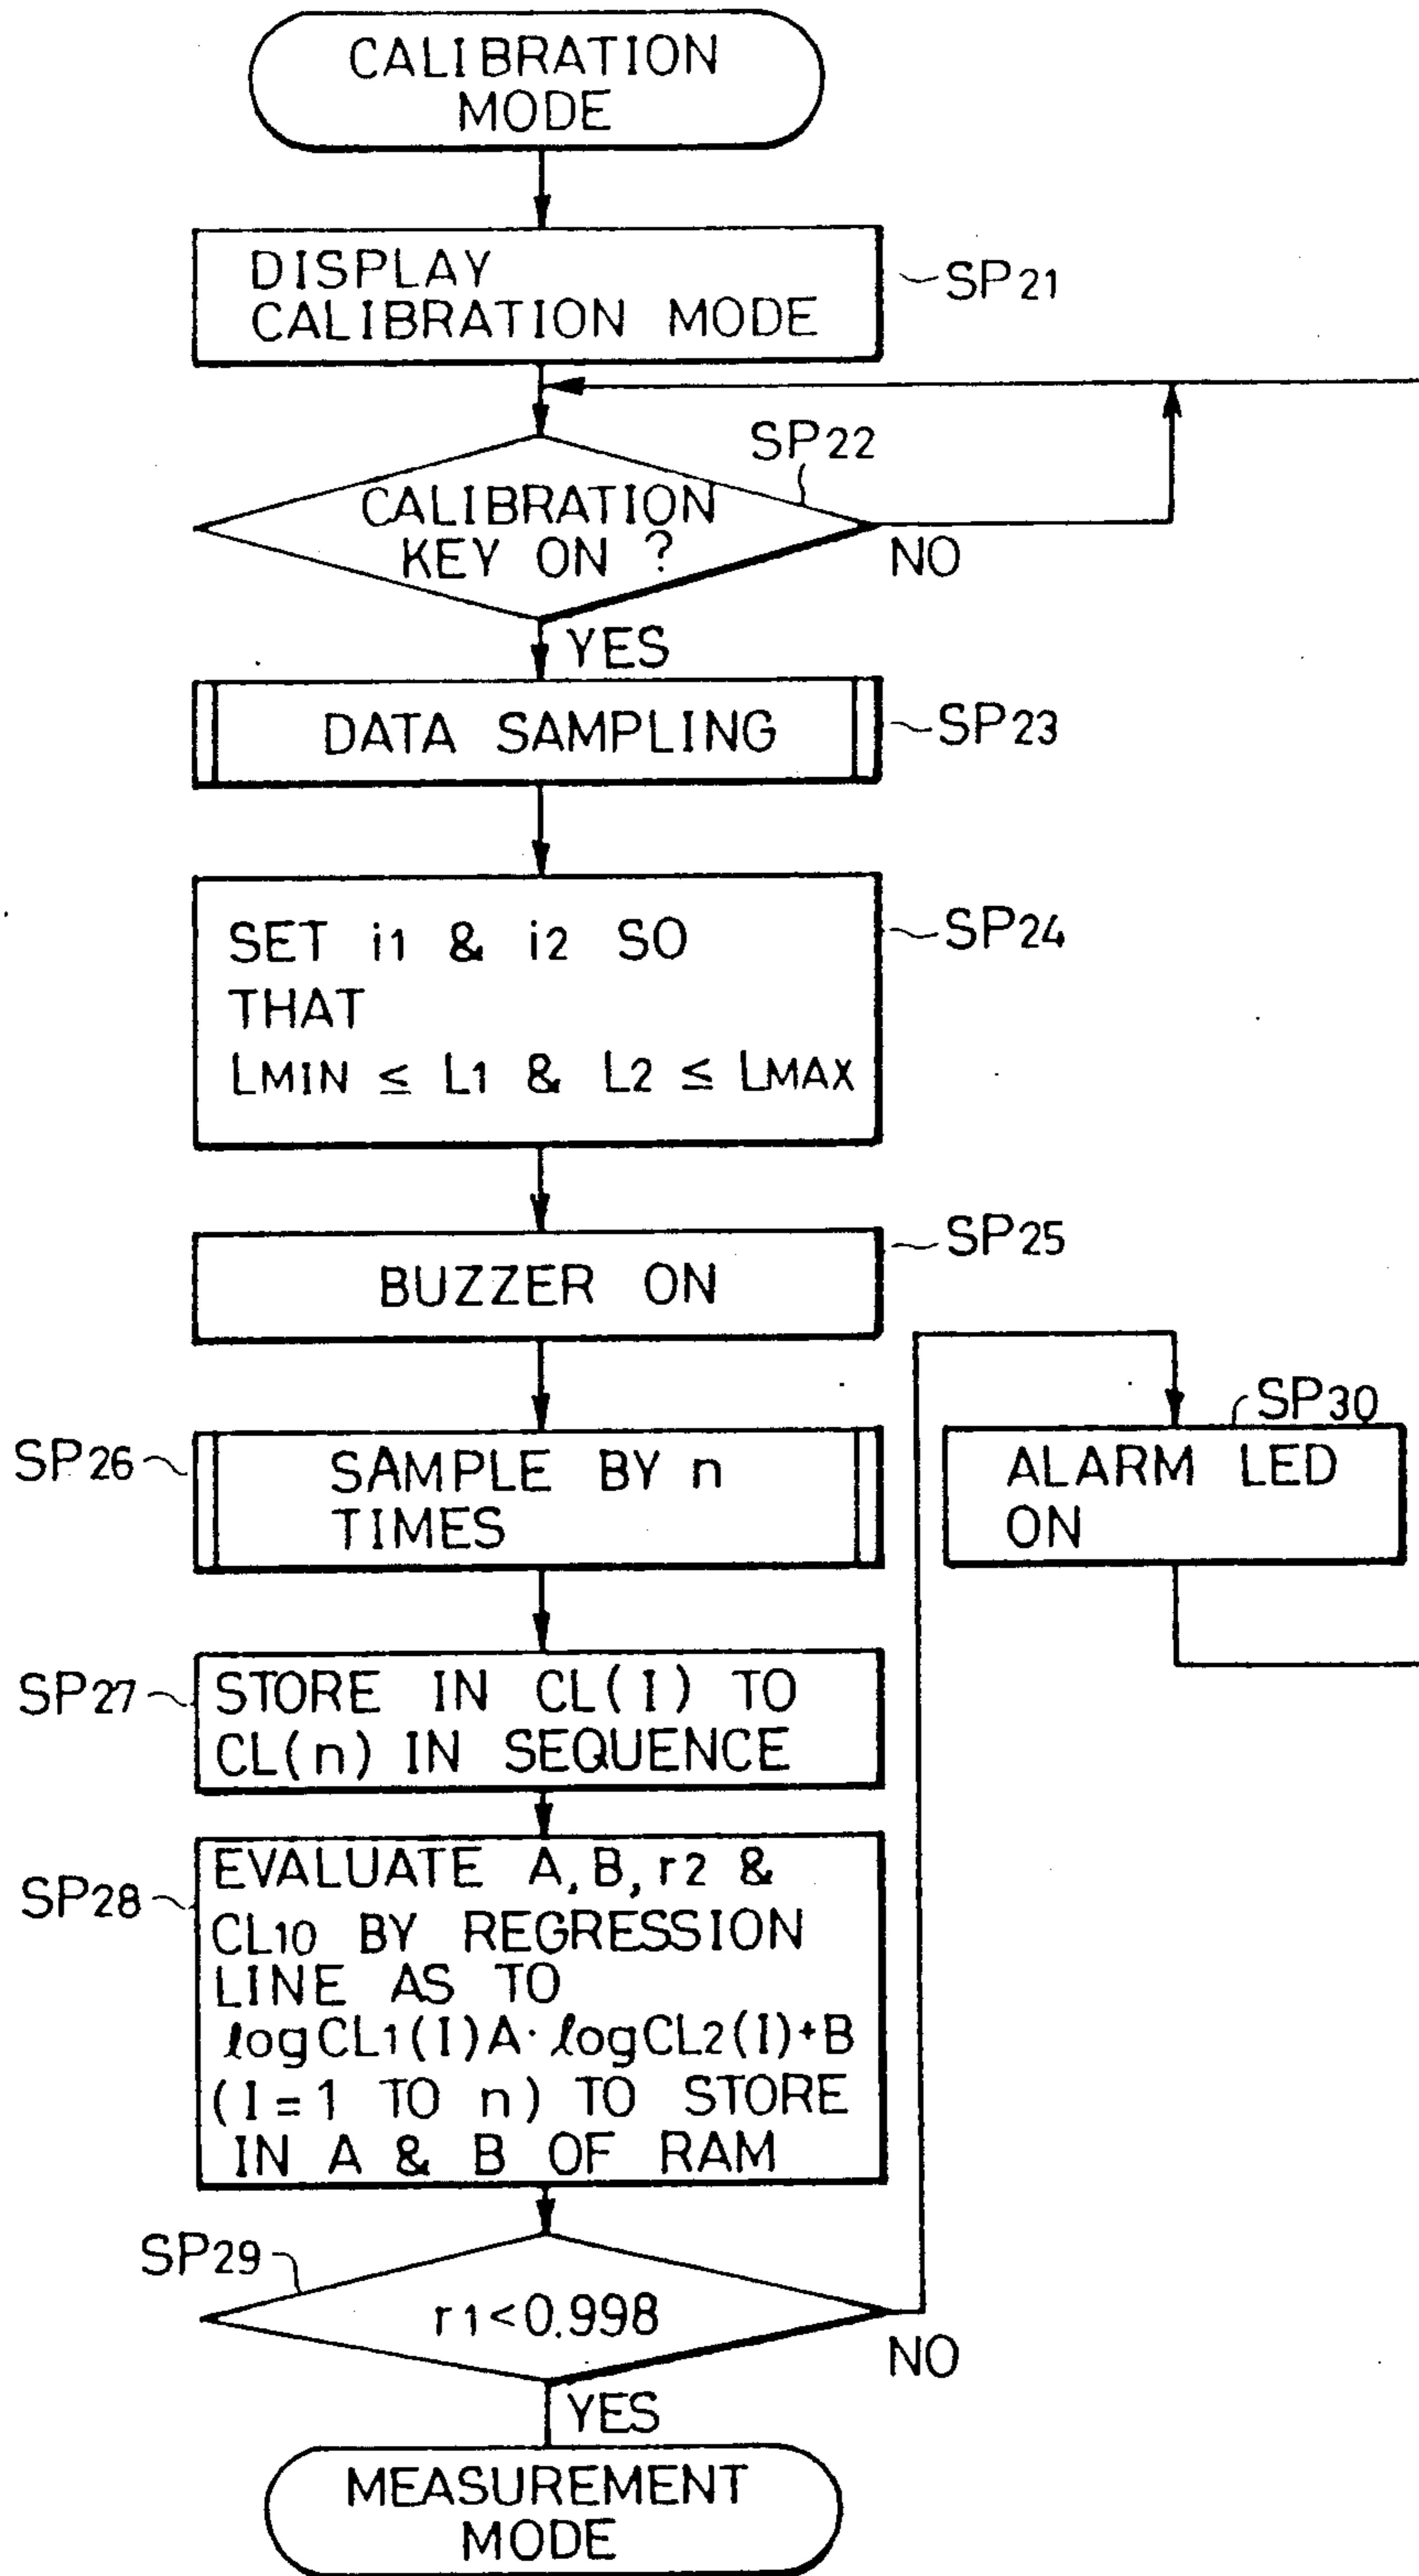 CALIBRATION
MODE
DISPLAY
CALIBRATION MODE
SP21
SP22
CALIBRATION
KEY ON ?
NO
YES
DATA SAMPLING
SP23
SET i1 & i2 SO
THAT
LMIN ≦ L1 & L2 ≦ LMAX
SP24
BUZZER ON
SP25
SP26
SAMPLE BY n
TIMES
SP30
ALARM LED
ON
SP27
STORE IN CL(I) TO
CL(n) IN SEQUENCE
SP28
EVALUATE A, B, r2 &
CL10 BY REGRESSION
LINE AS TO
logCL1(I)A· logCL2(I)+B
(I=1 TO n) TO STORE
IN A & B OF RAM
SP29
r1<0.998
NO
YES
MEASUREMENT
MODE